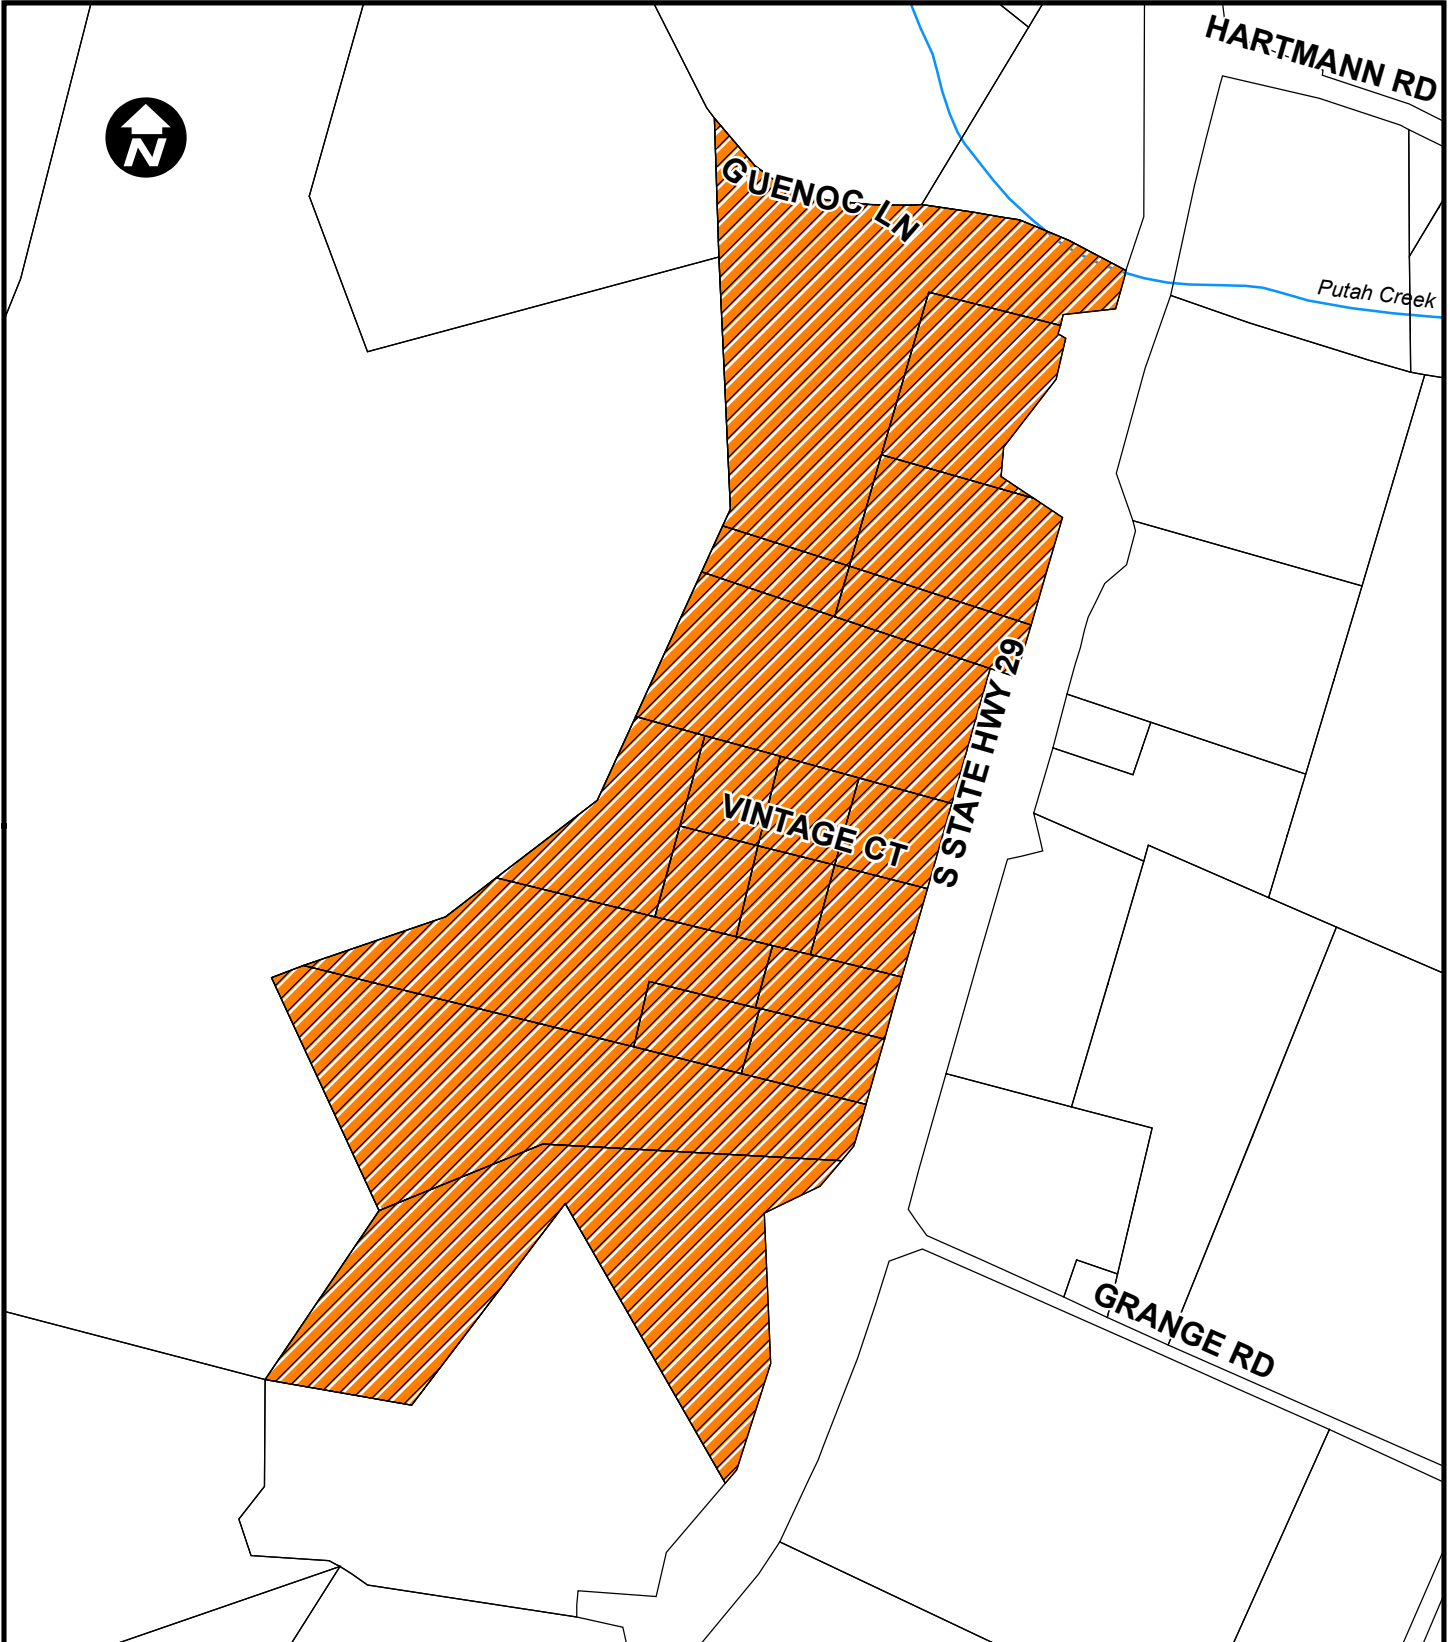 HARTMANN RD
N
GUENOC LN
Putah Creek
S STATE HWY 29
VINTAGE CT
GRANGE RD